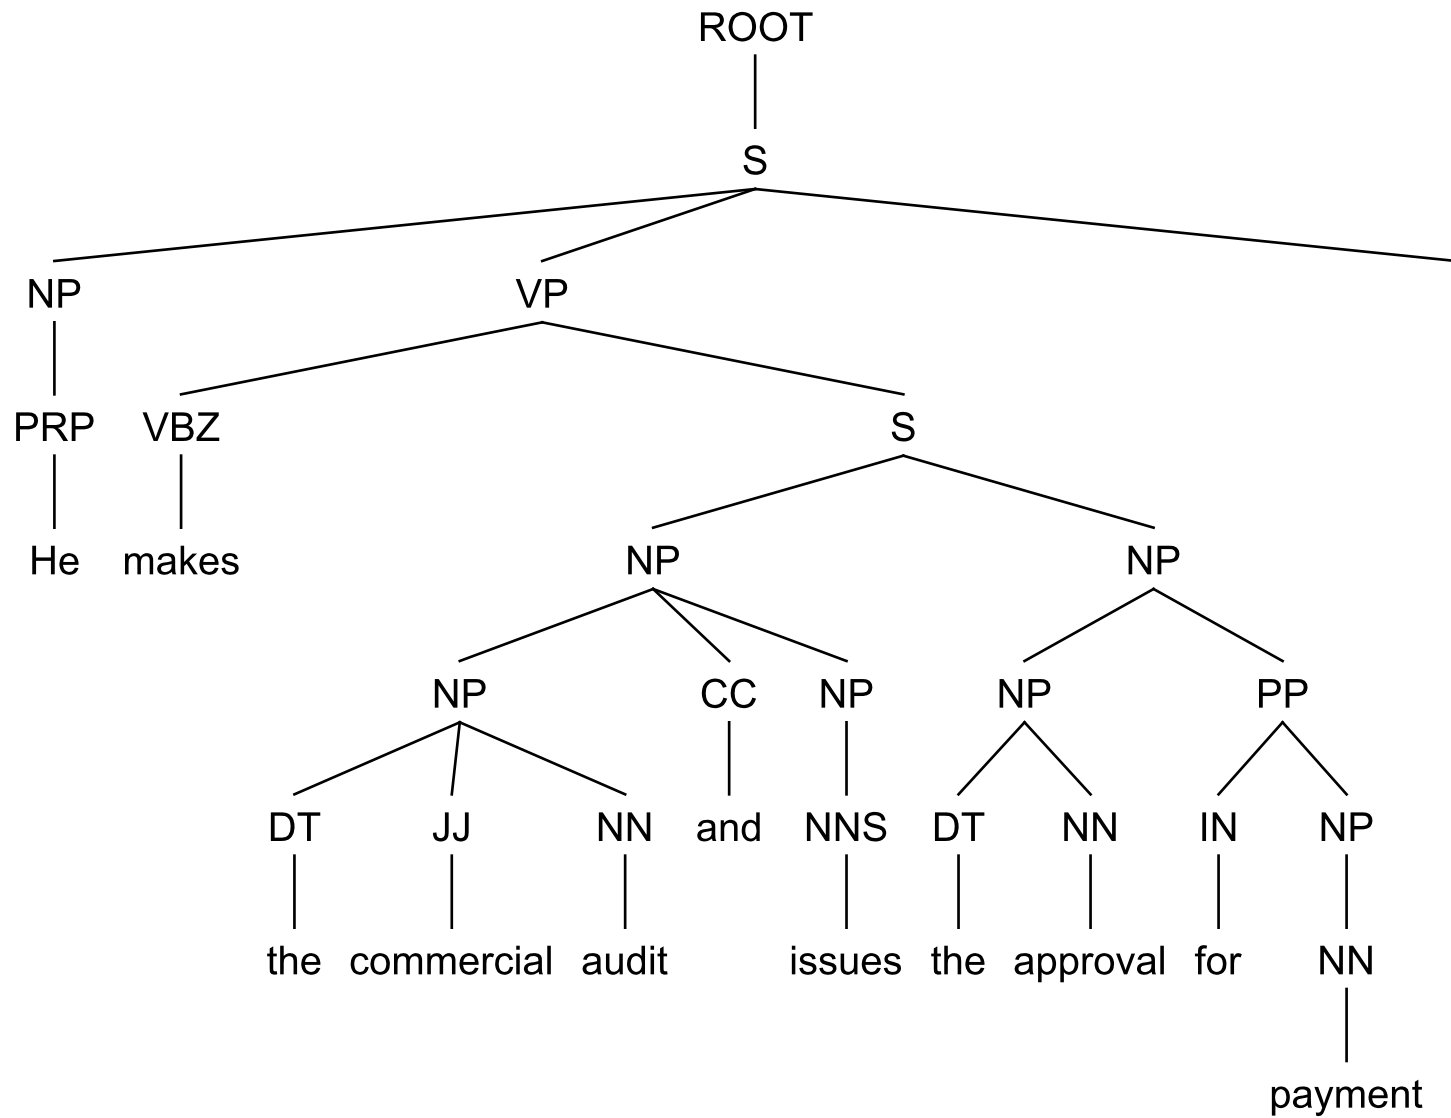 ROOT
S
NP VP
PRP VBZ S
He makes NP NP
NP CC NP NP PP
DT JJ NN and NNS DT NN IN NP
the commercial audit issues the approval for NN
payment